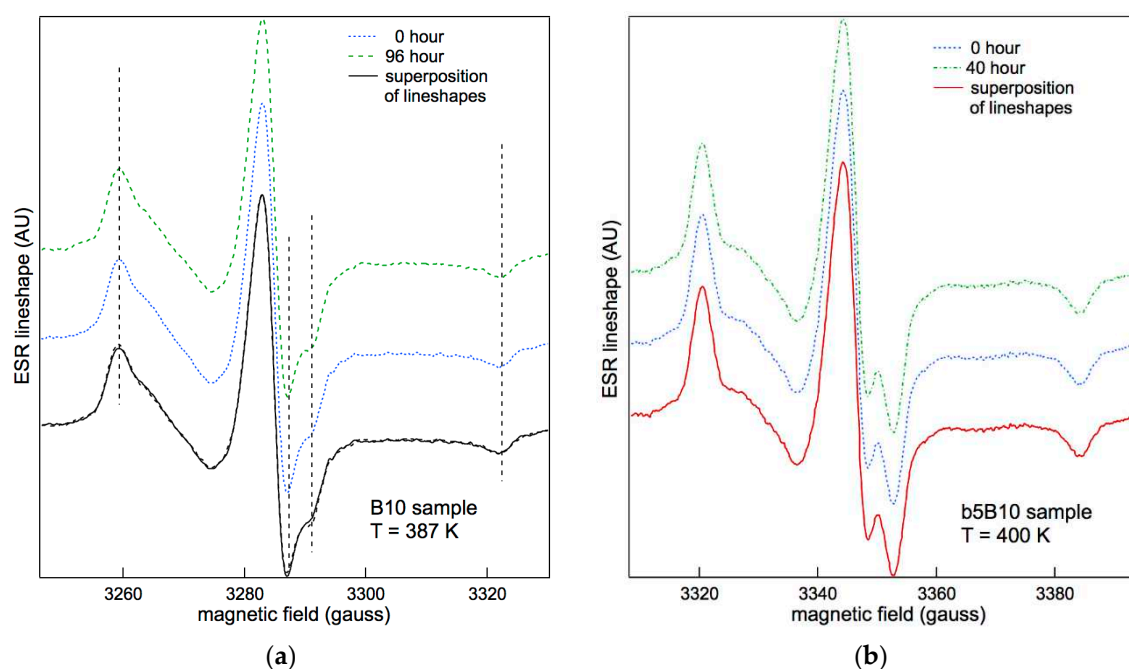 0 hour
96 hour
superposition
of lineshapes
ESR lineshape (AU)
B10 sample
T = 387 K
3260
3280
3300
3320
magnetic field (gauss)
(a)
0 hour
40 hour
superposition
of lineshapes
ESR lineshape (AU)
b5B10 sample
T = 400 K
3320
3340
3360
3380
magnetic field (gauss)
(b)